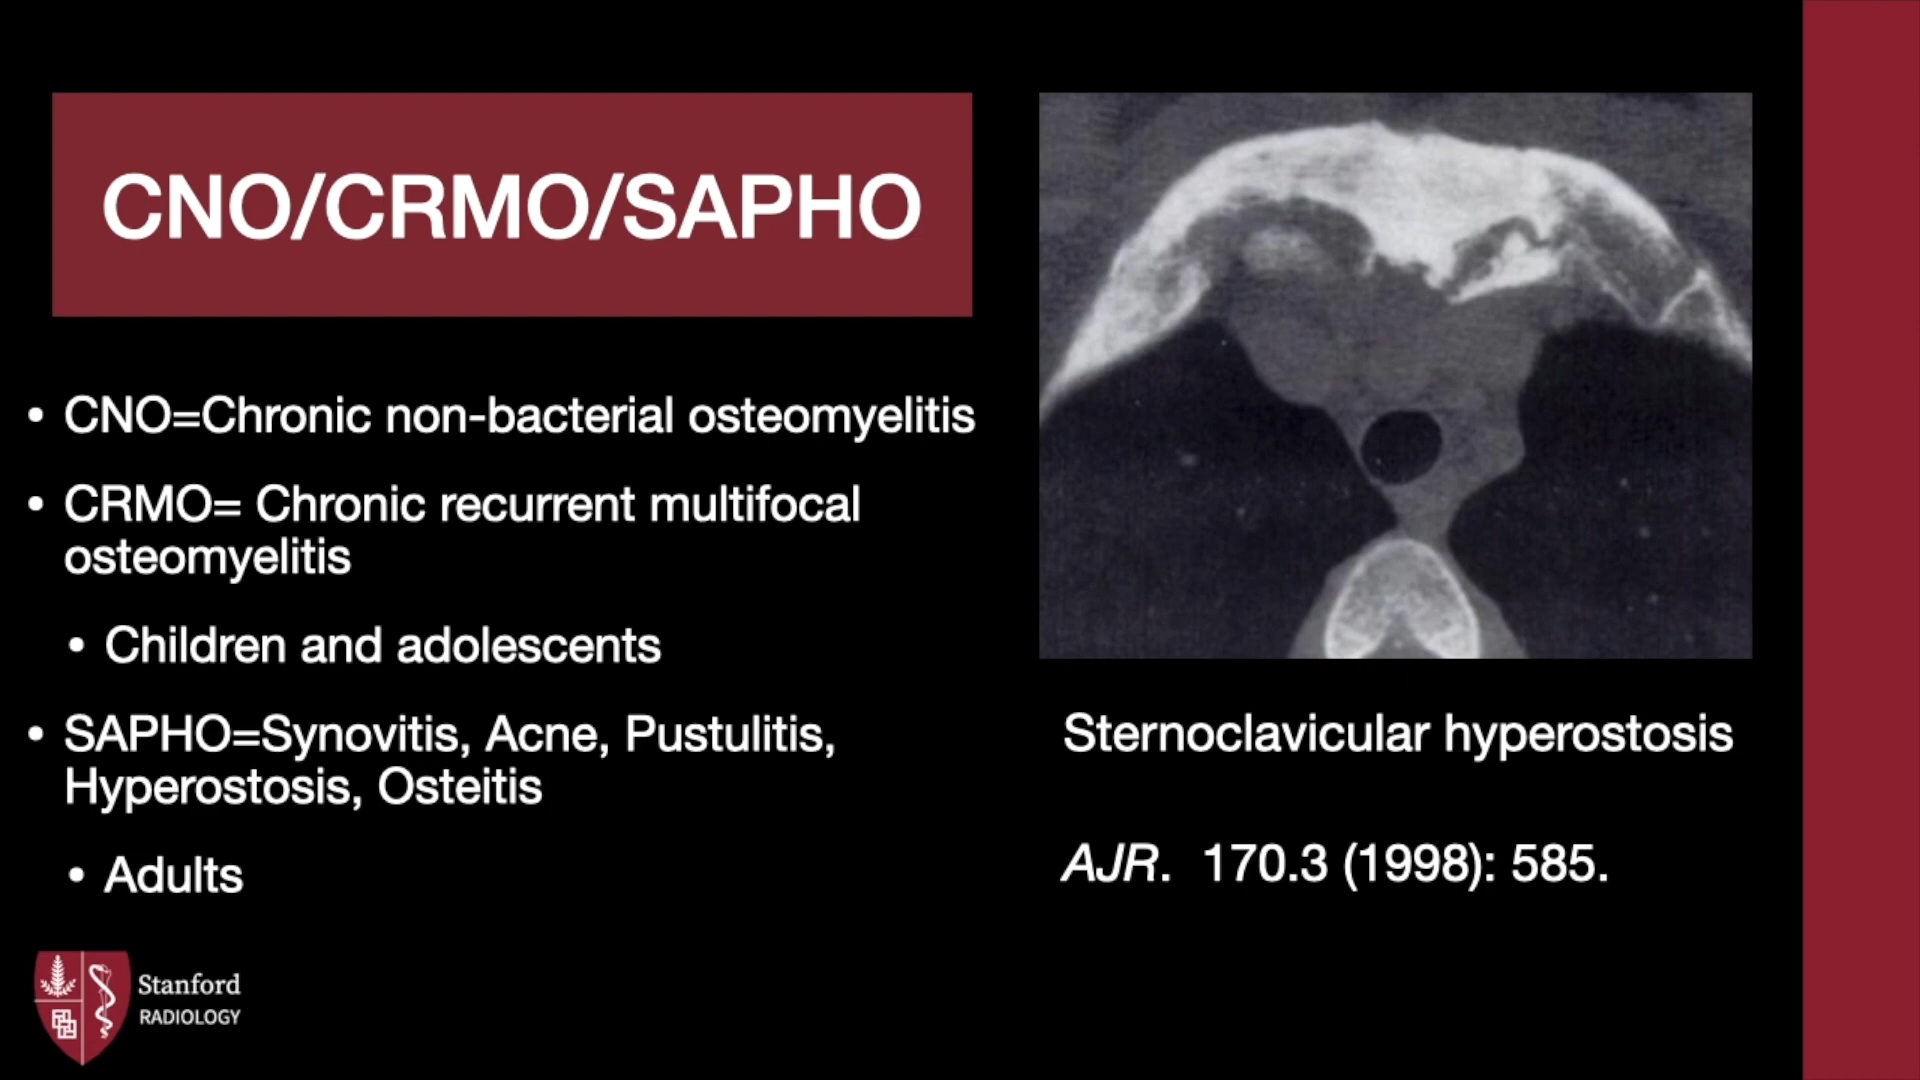 CNO/CRMO/SAPHO
• CNO=Chronic non-bacterial osteomyelitis
• CRMO= Chronic recurrent multifocal
osteomyelitis
• Children and adolescents
• SAPHO=Synovitis, Acne, Pustulitis,
Hyperostosis, Osteitis
• Adults
Sternoclavicular hyperostosis
AJR. 170.3 (1998): 585.
Stanford
RADIOLOGY